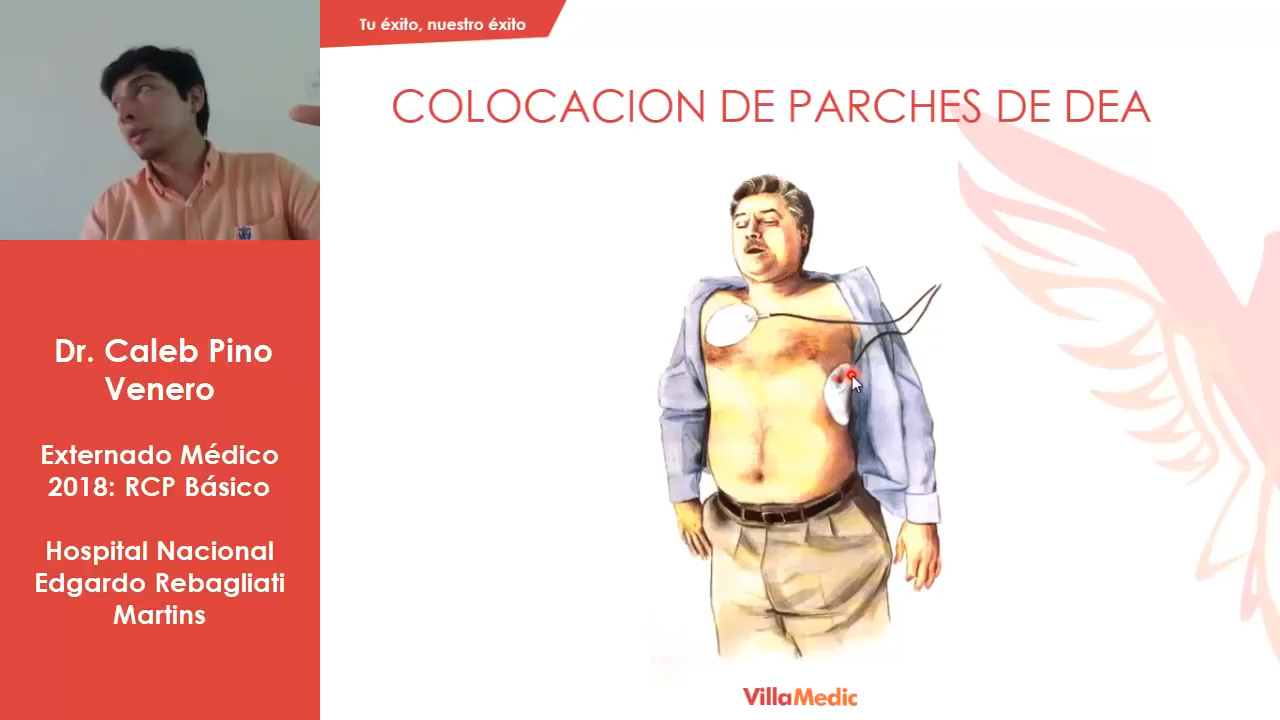 Tu éxito, nuestro éxito
COLOCACION DE PARCHES DE DEA
Dr. Caleb Pino
Venero
Externado Médico
2018: RCP Básico
Hospital Nacional
Edgardo Rebagliati
Martins
VillaMedic